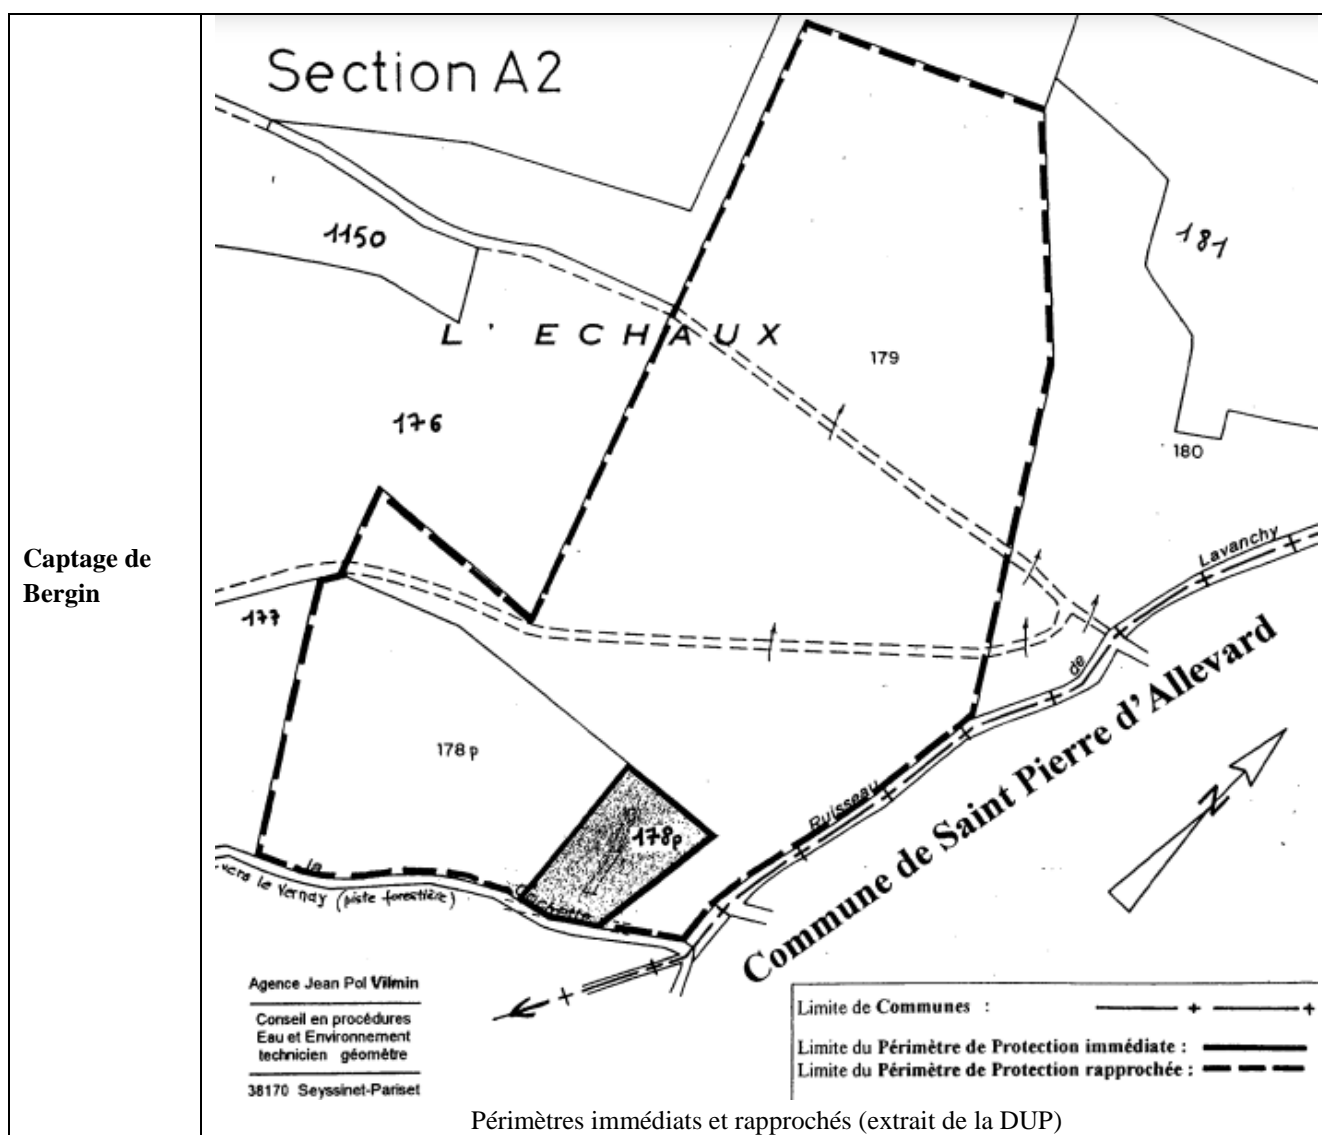 Captage de
Bergin
Section A2
1150
181
L'ECHAUX
179
176
180
Lavanchy
177
de
178 p
Ruisseau
178p
la
vers le Vernay (piste forestière)
Commune de Saint Pierre d'Allevard
N
Agence Jean Pol Vilmin
Conseil en procédures
Eau et Environnement
technicien géomètre
38170 Seyssinet-Pariset
Limite de Communes :
Limite du Périmètre de Protection immédiate :
Limite du Périmètre de Protection rapprochée :
Périmètres immédiats et rapprochés (extrait de la DUP)